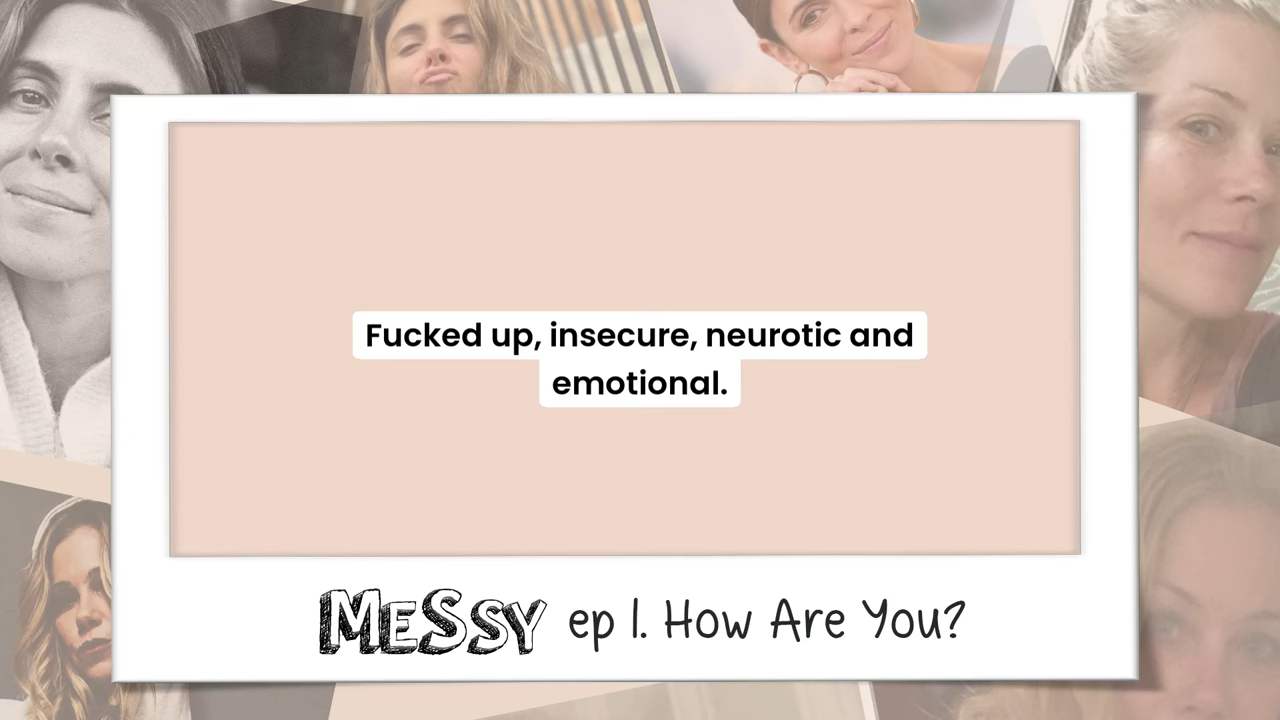 Fucked up, insecure, neurotic and
emotional.
MeSSY ep 1. How Are You?